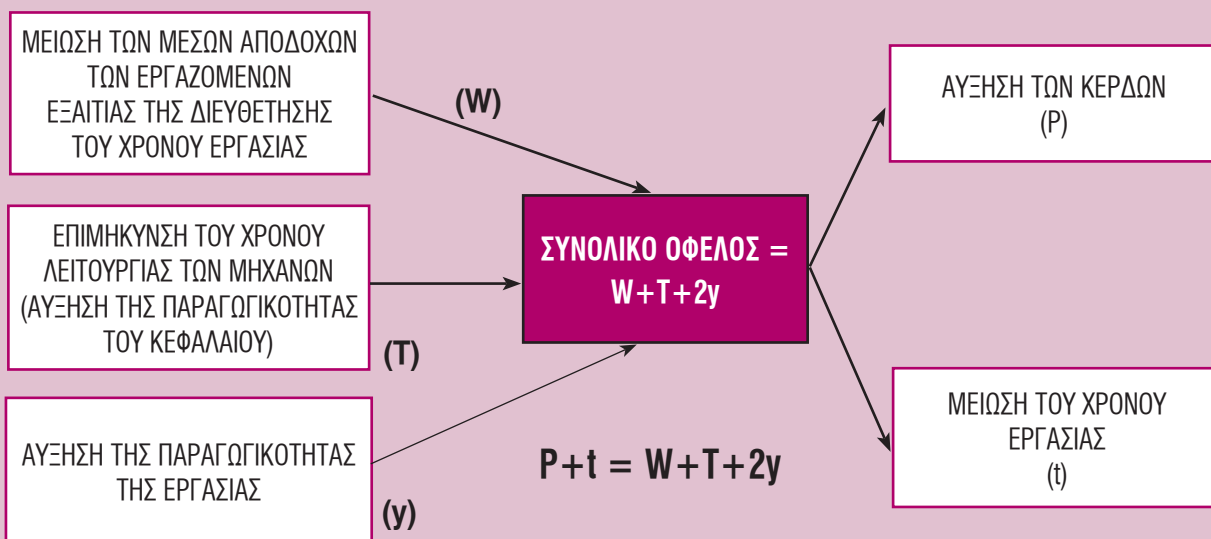 ΜΕΙΩΣΗ ΤΩΝ ΜΕΣΩΝ ΑΠΟΔΟΧΩΝ
ΤΩΝ ΕΡΓΑΖΟΜΕΝΩΝ
ΕΞΑΙΤΙΑΣ ΤΗΣ ΔΙΕΥΘΕΤΗΣΗΣ
ΤΟΥ ΧΡΟΝΟΥ ΕΡΓΑΣΙΑΣ
(W)
ΕΠΙΜΗΚΥΝΣΗ ΤΟΥ ΧΡΟΝΟΥ
ΛΕΙΤΟΥΡΓΙΑΣ ΤΩΝ ΜΗΧΑΝΩΝ
(ΑΥΞΗΣΗ ΤΗΣ ΠΑΡΑΓΩΓΙΚΟΤΗΤΑΣ
ΤΟΥ ΚΕΦΑΛΑΙΟΥ)
(T)
ΑΥΞΗΣΗ ΤΗΣ ΠΑΡΑΓΩΓΙΚΟΤΗΤΑΣ
ΤΗΣ ΕΡΓΑΣΙΑΣ
(y)
ΣΥΝΟΛΙΚΟ ΟΦΕΛΟΣ =
W+T+2y
P+t = W+T+2y
ΑΥΞΗΣΗ ΤΩΝ ΚΕΡΔΩΝ
(P)
ΜΕΙΩΣΗ ΤΟΥ ΧΡΟΝΟΥ
ΕΡΓΑΣΙΑΣ
(t)